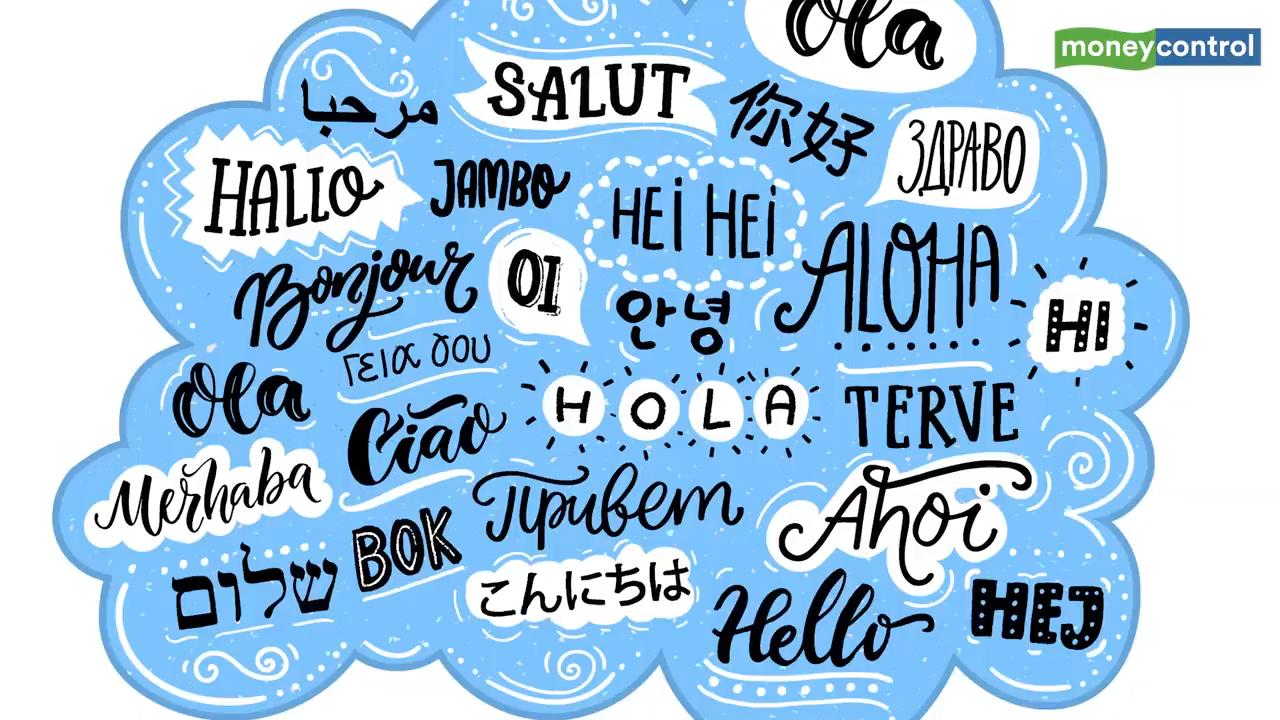 Ola
moneycontrol
SALUT
مرحبا
你好
ЗДРАВО
HALLO
JAMBO
HEi HEi
Bonjour
OI
ALOHA
안녕
HI
Γεια σου
Ola
Ciao
HOLA
TERVE
Merhaba
Привет
Ahoi
שלום
BOK
こんにちは
Hello
HEJ